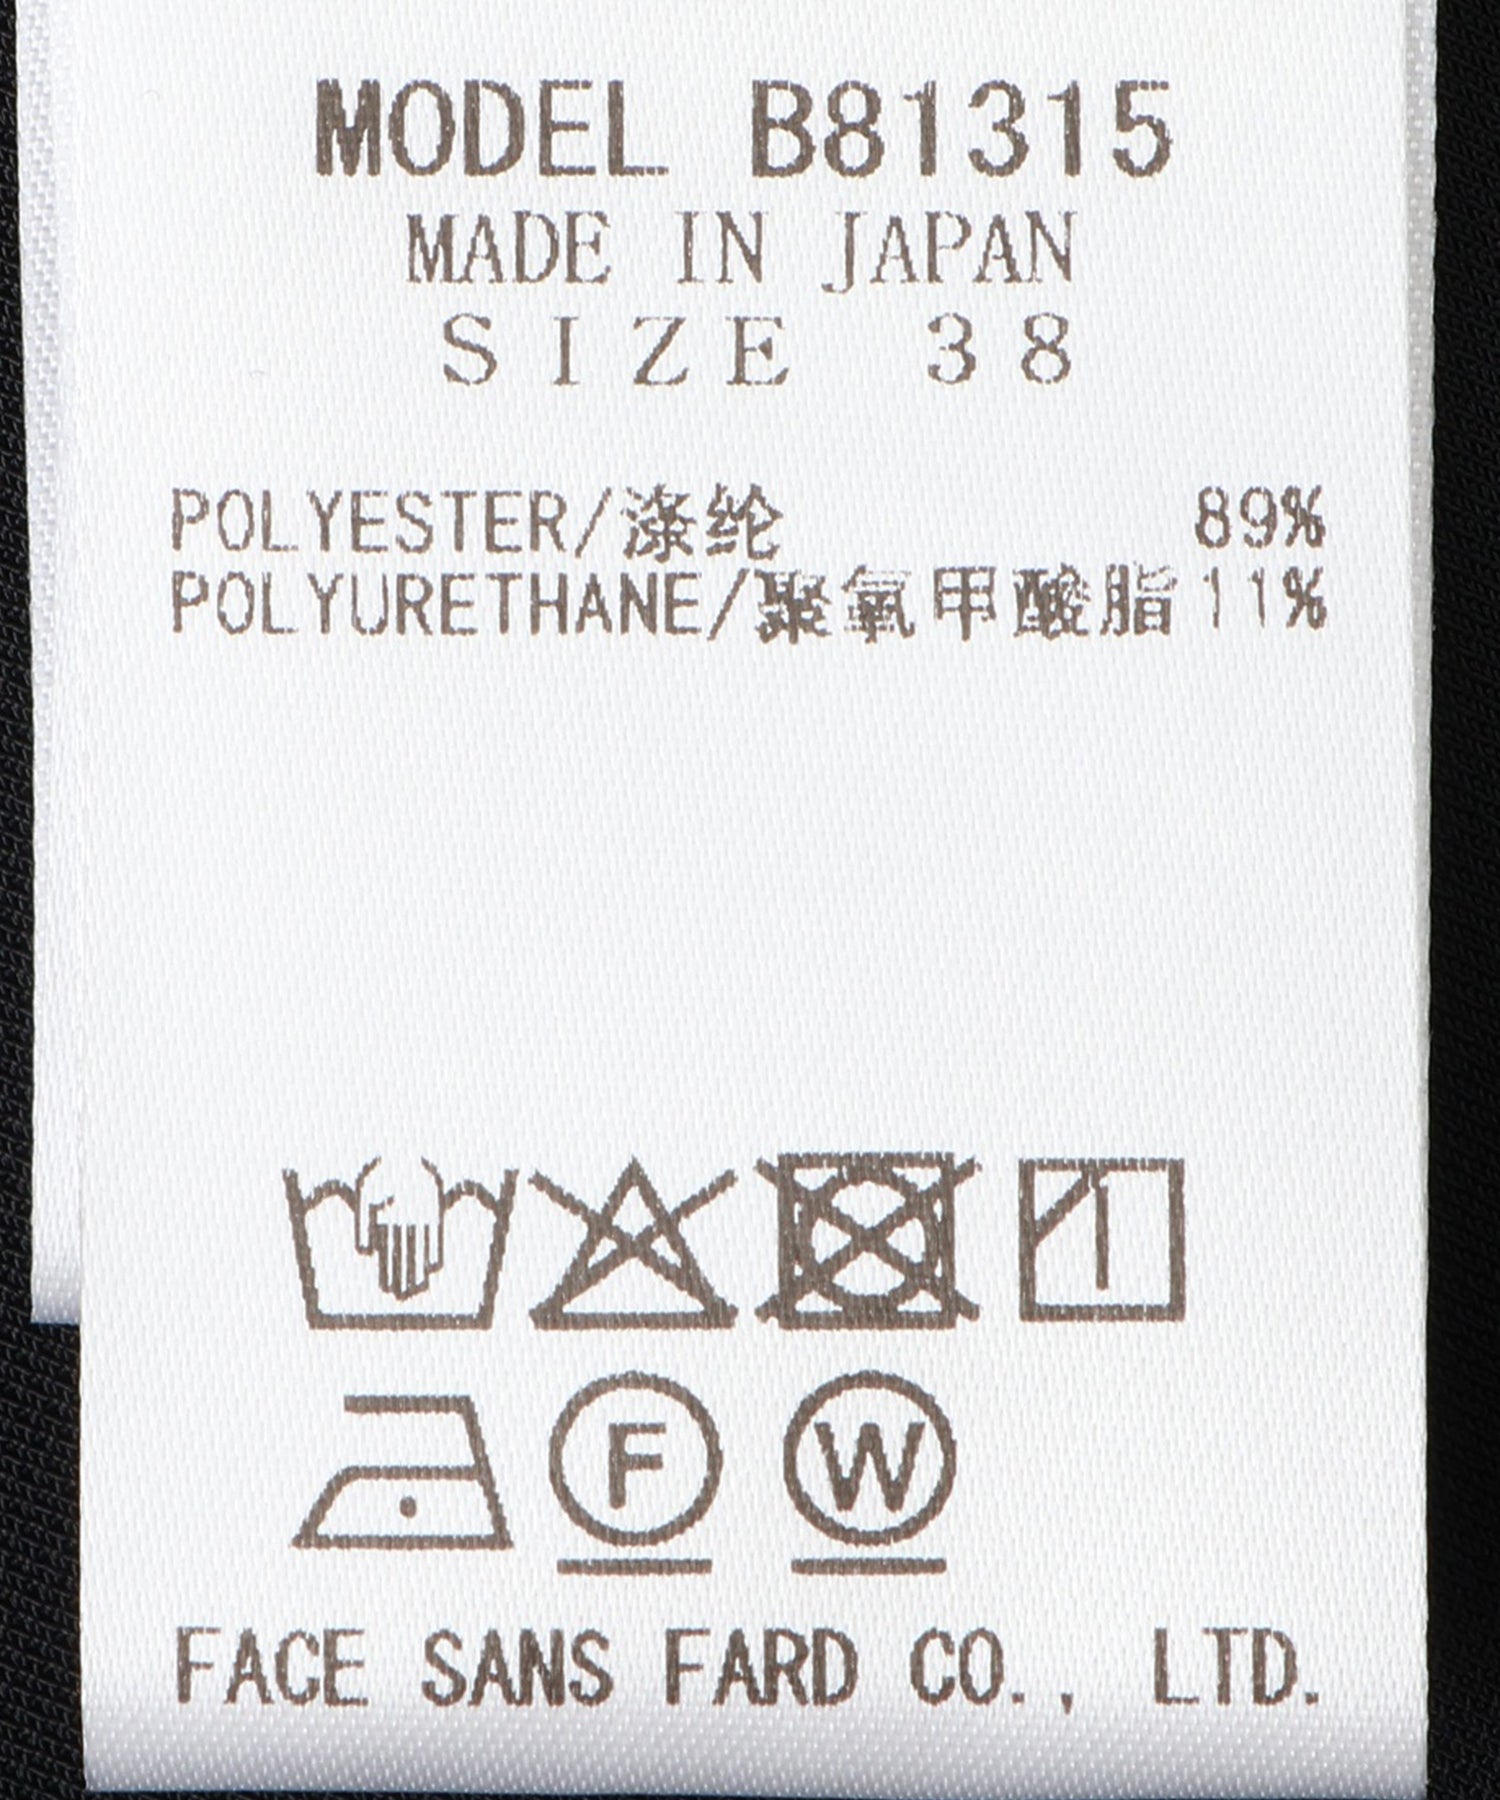 MODEL B81315
MADE IN JAPAN
SIZE 38
POLYESTER/涤纶 89%
POLYURETHANE/聚氧甲酸脂 11%
F W
FACE SANS FARD CO., LTD.